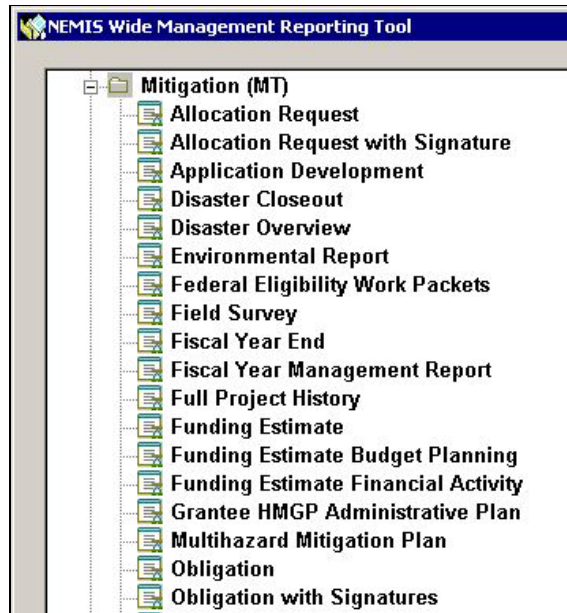 NEMIS Wide Management Reporting Tool
Mitigation (MT)
Allocation Request
Allocation Request with Signature
Application Development
Disaster Closeout
Disaster Overview
Environmental Report
Federal Eligibility Work Packets
Field Survey
Fiscal Year End
Fiscal Year Management Report
Full Project History
Funding Estimate
Funding Estimate Budget Planning
Funding Estimate Financial Activity
Grantee HMGP Administrative Plan
Multihazard Mitigation Plan
Obligation
Obligation with Signatures